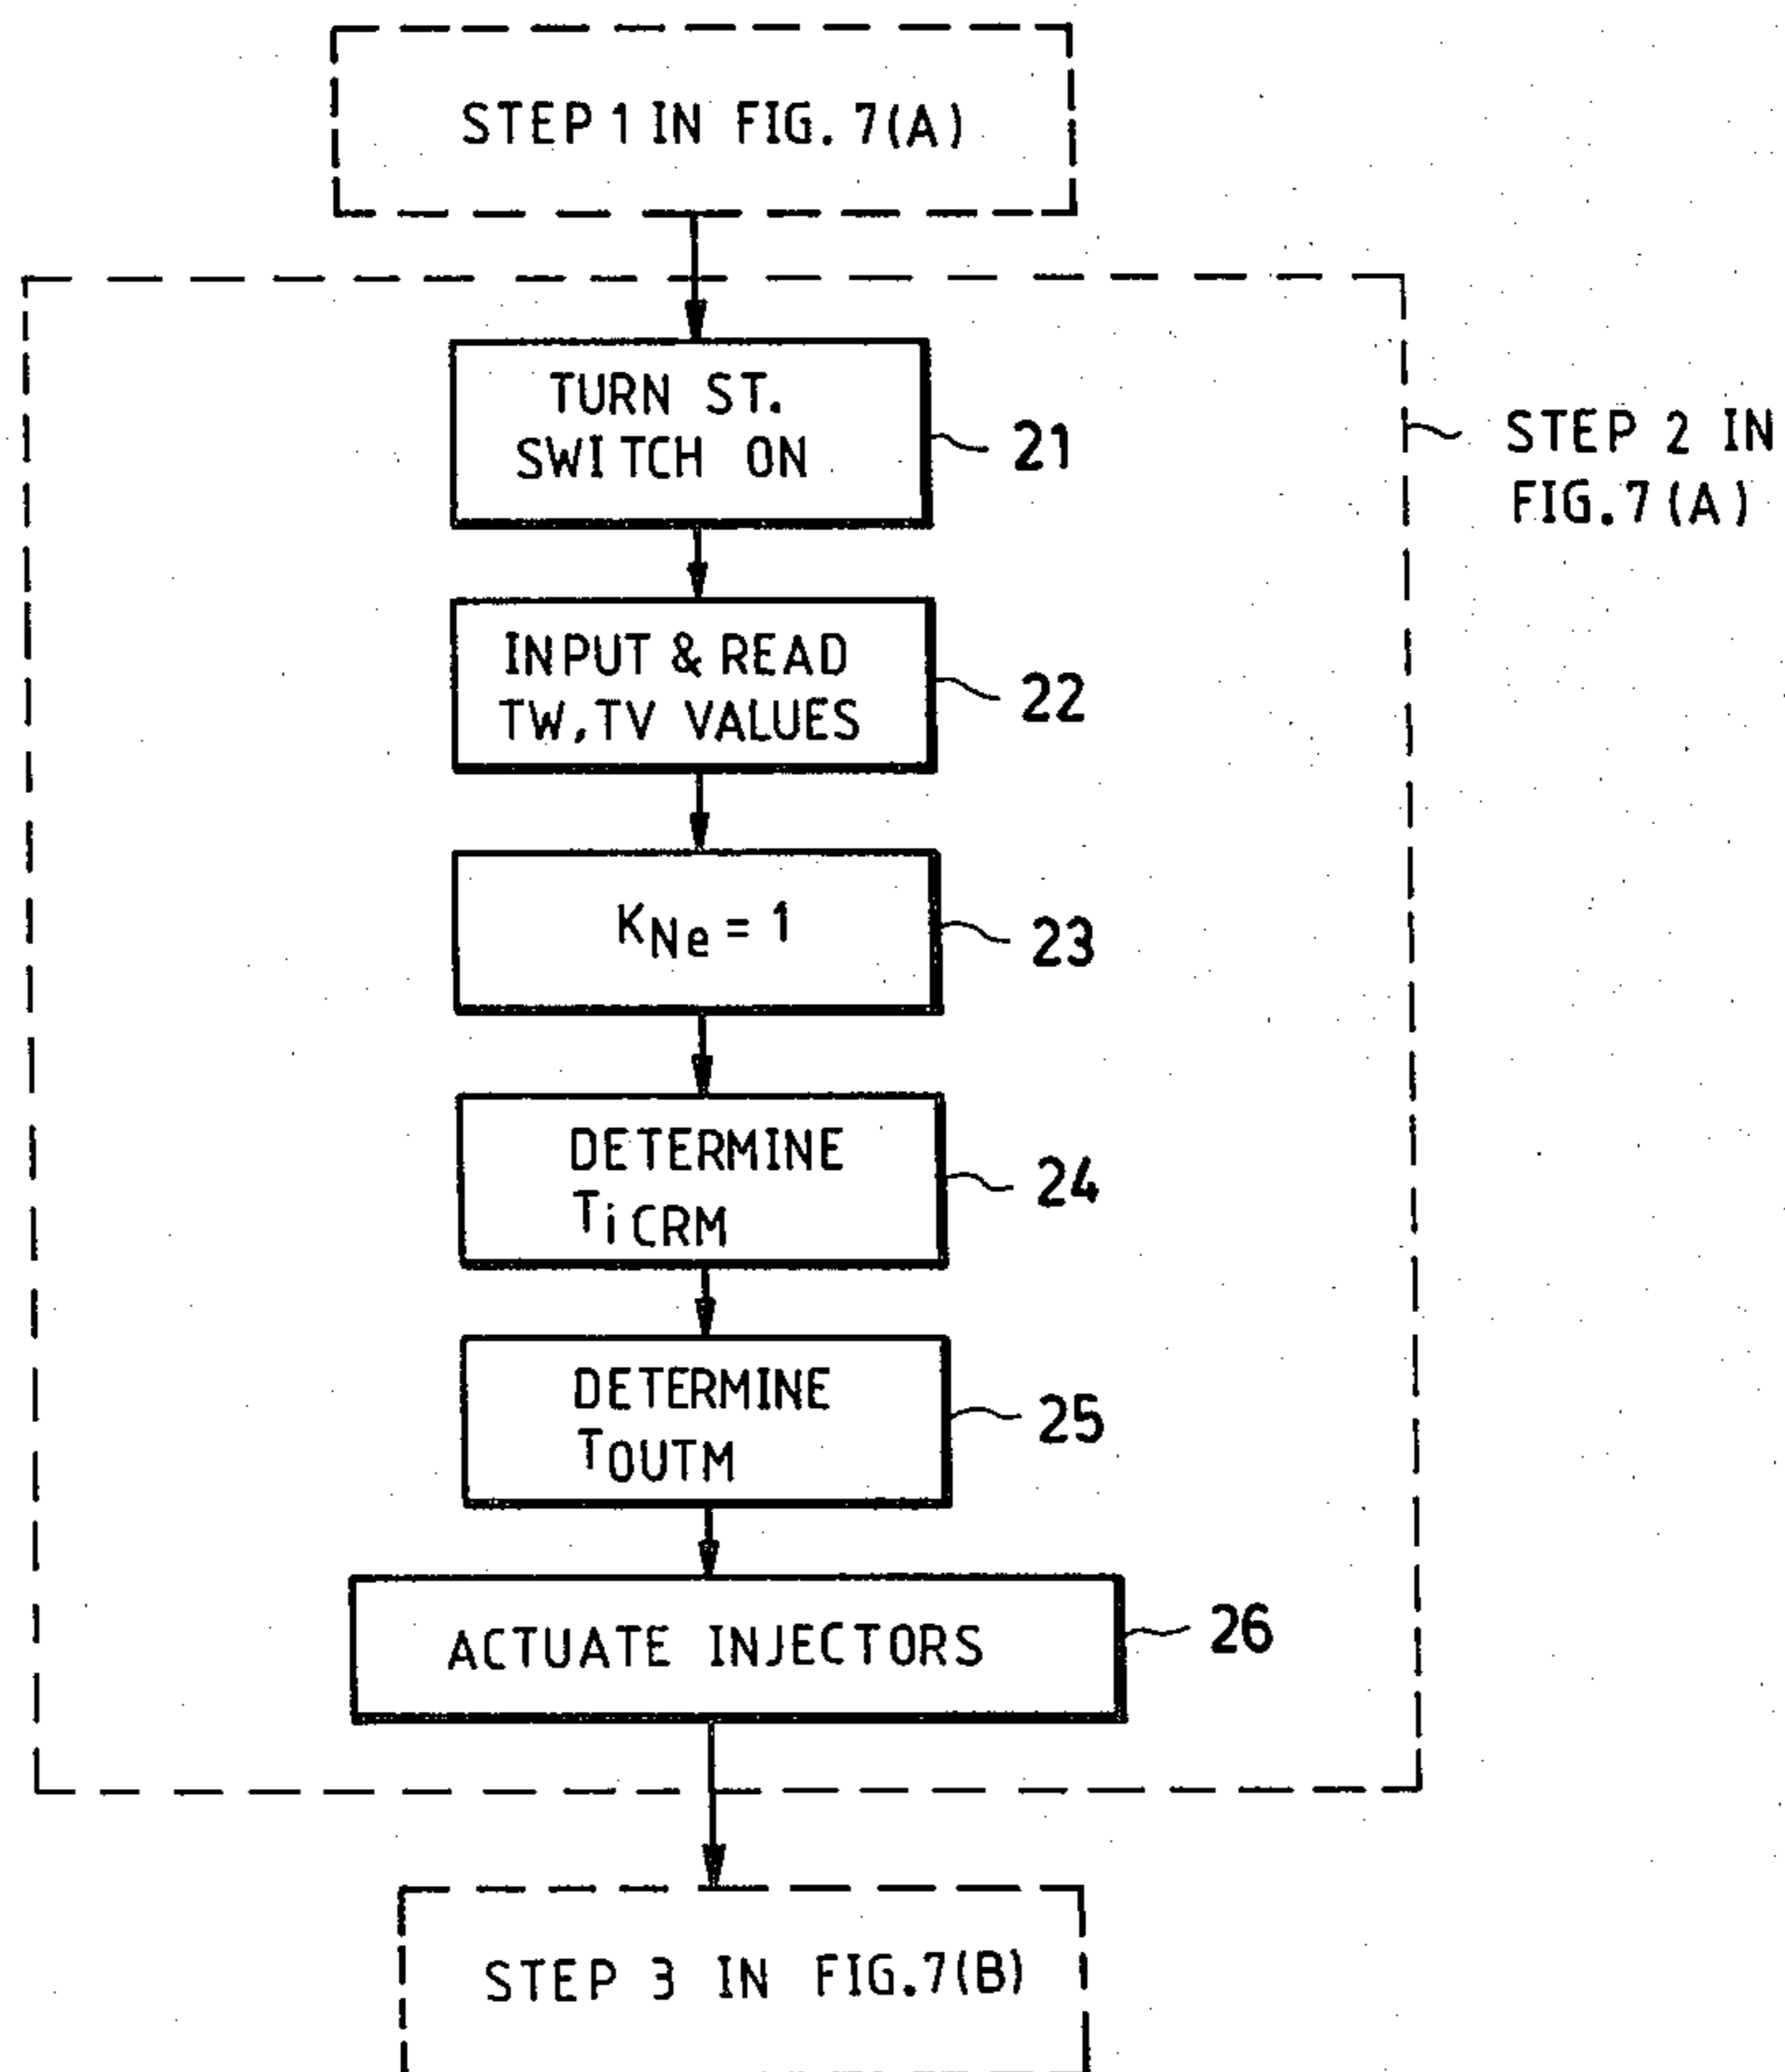 STEP 1 IN FIG. 7(A)
TURN ST.
SWITCH ON
21
STEP 2 IN
FIG. 7(A)
INPUT & READ
TW, TV VALUES
22
KNe = 1
23
DETERMINE
TiCRM
24
DETERMINE
TOUTM
25
ACTUATE INJECTORS
26
STEP 3 IN FIG. 7(B)